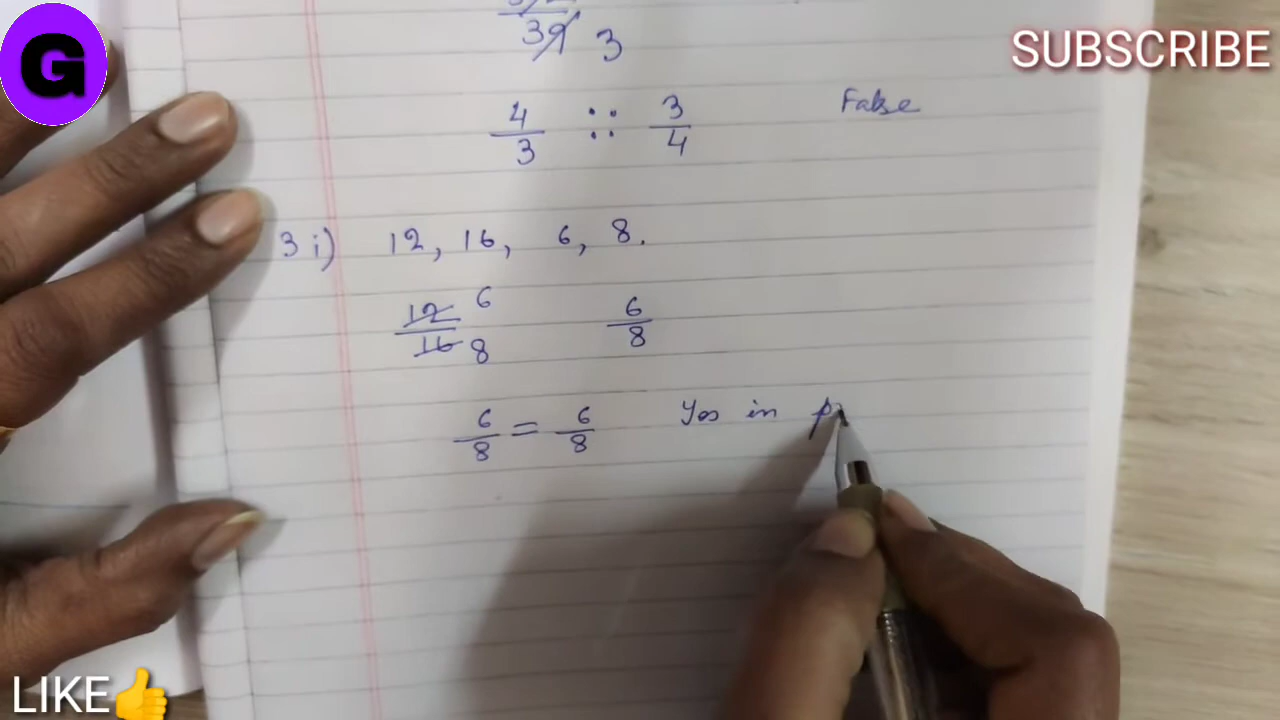 G
SUBSCRIBE
39 3
4/3 :: 3/4 False
3 i) 12, 16, 6, 8.
12/16 6/8 6/8
6/8 = 6/8 Yes in
LIKE👍